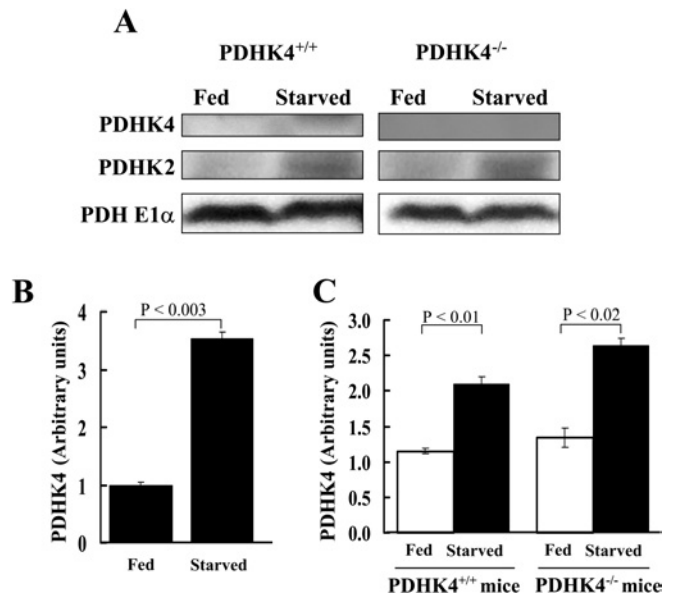 A
PDHK4+/+ PDHK4-/-
Fed Starved Fed Starved
PDHK4
PDHK2
PDH E1α
B
P < 0.003
PDHK4 (Arbitrary units)
4
3
2
1
0
Fed Starved
C
P < 0.01 P < 0.02
PDHK4 (Arbitrary units)
3.0
2.5
2.0
1.5
1.0
0.5
0.0
Fed Starved Fed Starved
PDHK4+/+ mice PDHK4-/- mice